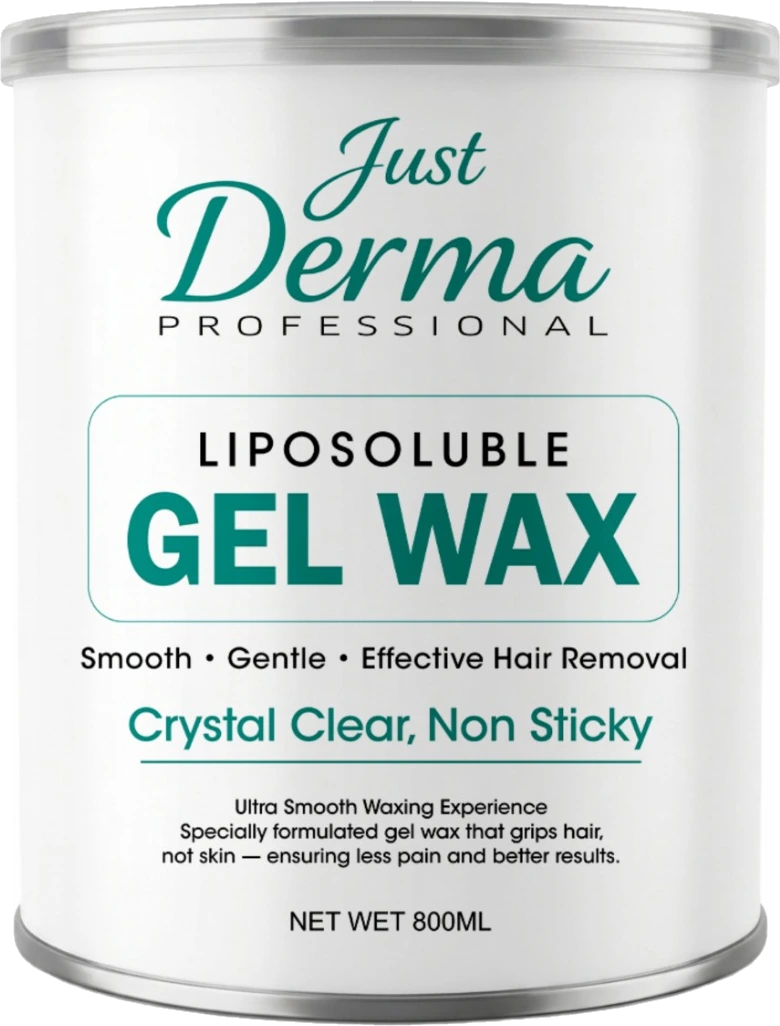 Just
Derma
PROFESSIONAL
LIPOSOLUBLE
GEL WAX
Smooth • Gentle • Effective Hair Removal
Crystal Clear, Non Sticky
Ultra Smooth Waxing Experience
Specially formulated gel wax that grips hair,
not skin — ensuring less pain and better results.
NET WET 800ML